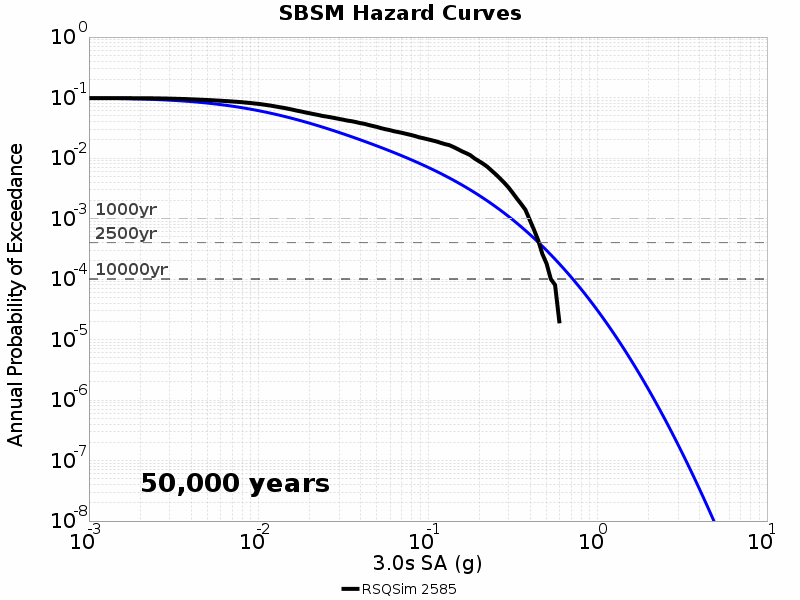 SBSM Hazard Curves
10^0
10^-1
10^-2
10^-3
10^-4
10^-5
10^-6
10^-7
10^-8
Annual Probability of Exceedance
1000yr
2500yr
10000yr
50,000 years
10^-3 10^-2 10^-1 10^0 10^1
3.0s SA (g)
RSQSim 2585